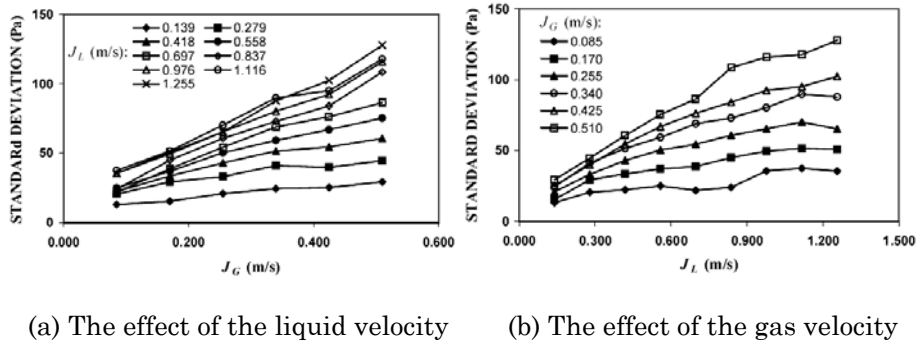 STANDARd DEVIATION (Pa)
150
100
50
0
J_L (m/s):
0.139
0.279
0.418
0.558
0.697
0.837
0.976
1.116
1.255
0.000 0.200 0.400 0.600
J_G (m/s)
(a) The effect of the liquid velocity
STANDARD DEVIATION (Pa)
150
100
50
0
J_G (m/s):
0.085
0.170
0.255
0.340
0.425
0.510
0.000 0.300 0.600 0.900 1.200 1.500
J_L (m/s)
(b) The effect of the gas velocity